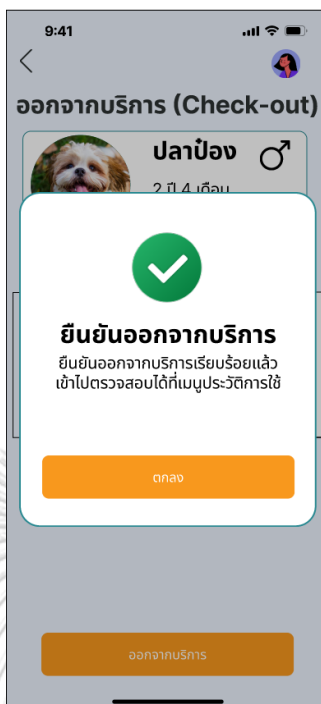 9:41
ออกจากบริการ (Check-out)
ปลาป๋อง
2 ปี 4 เดือน
ยืนยันออกจากบริการ
ยืนยันออกจากบริการเรียบร้อยแล้ว
เข้าไปตรวจสอบได้ที่เมนูประวัติการใช้
ตกลง
ออกจากบริการ